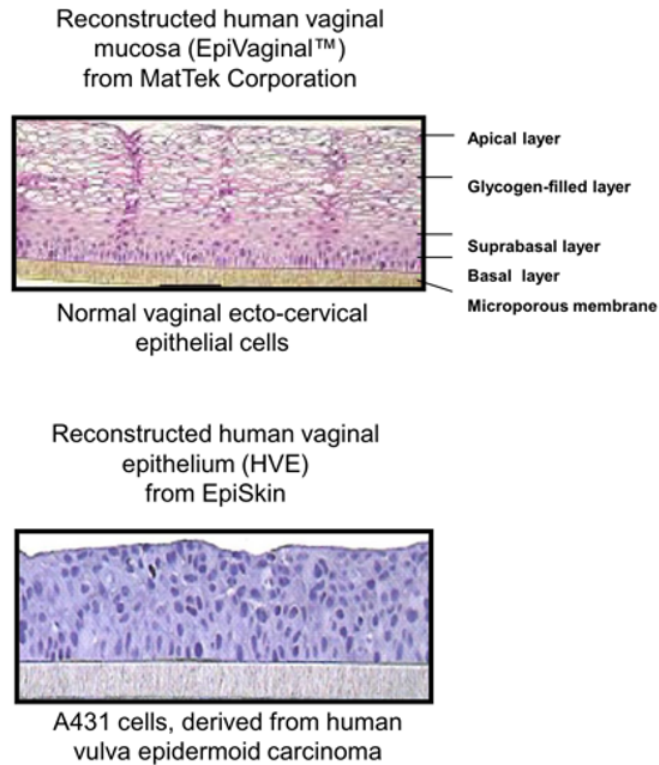 Reconstructed human vaginal
mucosa (EpiVaginal™)
from MatTek Corporation
Apical layer
Glycogen-filled layer
Suprabasal layer
Basal layer
Microporous membrane
Normal vaginal ecto-cervical
epithelial cells
Reconstructed human vaginal
epithelium (HVE)
from EpiSkin
A431 cells, derived from human
vulva epidermoid carcinoma